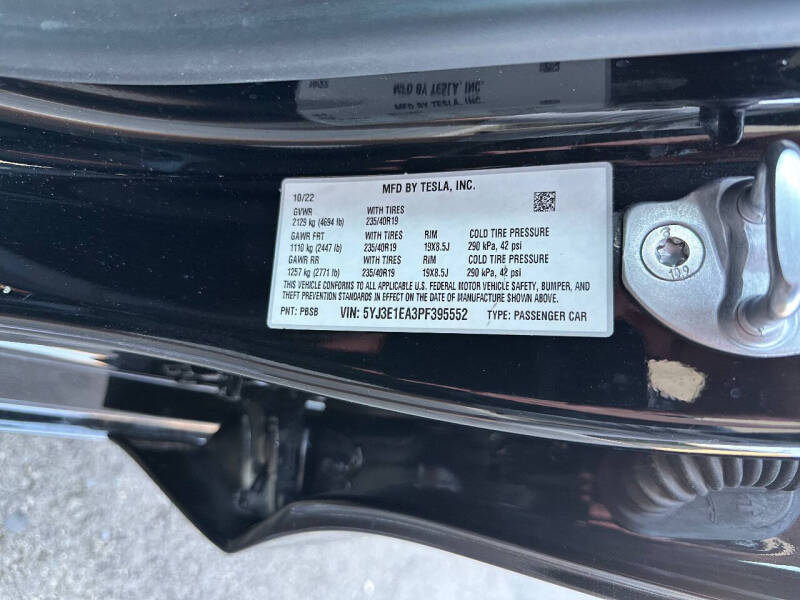 MFD BY TESLA, INC.
10/22
GVWR WITH TIRES
2129 kg (4694 lb) 235/40R19
GAWR FRT WITH TIRES RIM COLD TIRE PRESSURE
1110 kg (2447 lb) 235/40R19 19X8.5J 290 kPa, 42 psi
GAWR RR WITH TIRES RIM COLD TIRE PRESSURE
1257 kg (2771 lb) 235/40R19 19X8.5J 290 kPa, 42 psi
THIS VEHICLE CONFORMS TO ALL APPLICABLE U.S. FEDERAL MOTOR VEHICLE SAFETY, BUMPER, AND
THEFT PREVENTION STANDARDS IN EFFECT ON THE DATE OF MANUFACTURE SHOWN ABOVE.
PNT: PBSB VIN: 5YJ3E1EA3PF395552 TYPE: PASSENGER CAR
10.9